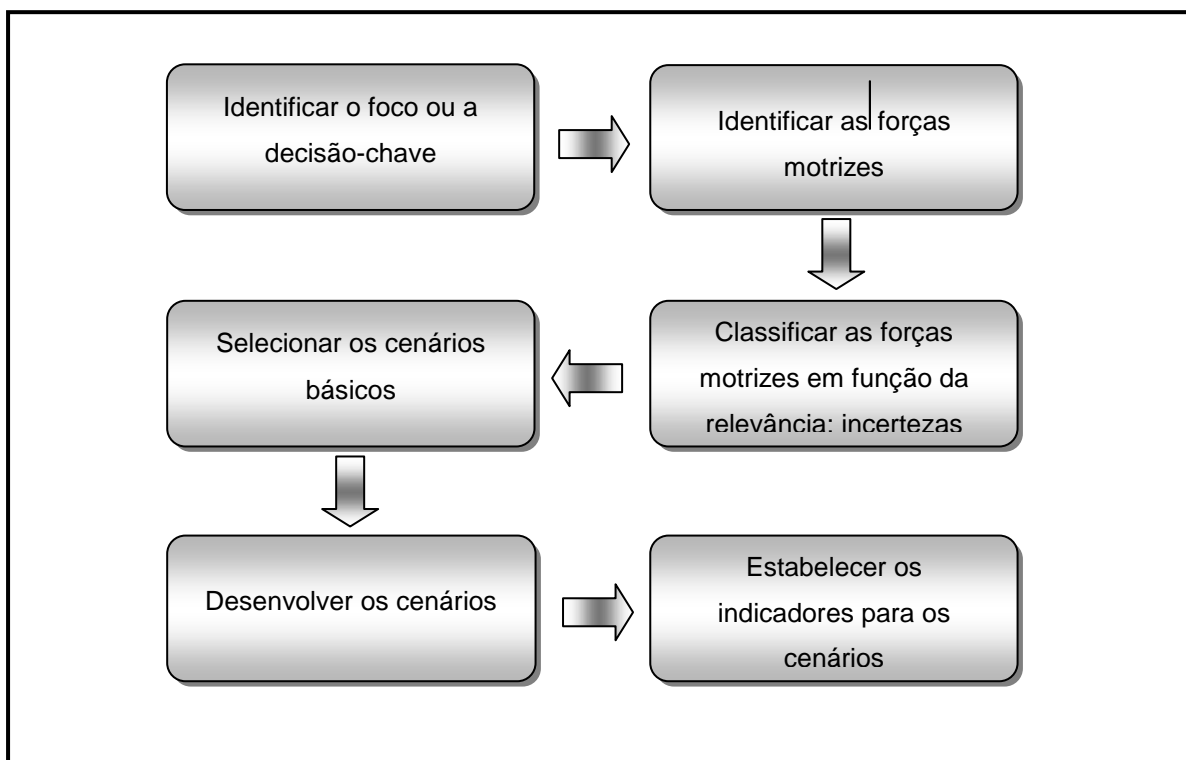 Identificar o foco ou a
decisão-chave
Identificar as forças
motrizes
Classificar as forças
motrizes em função da
relevância: incertezas
Selecionar os cenários
básicos
Desenvolver os cenários
Estabelecer os
indicadores para os
cenários